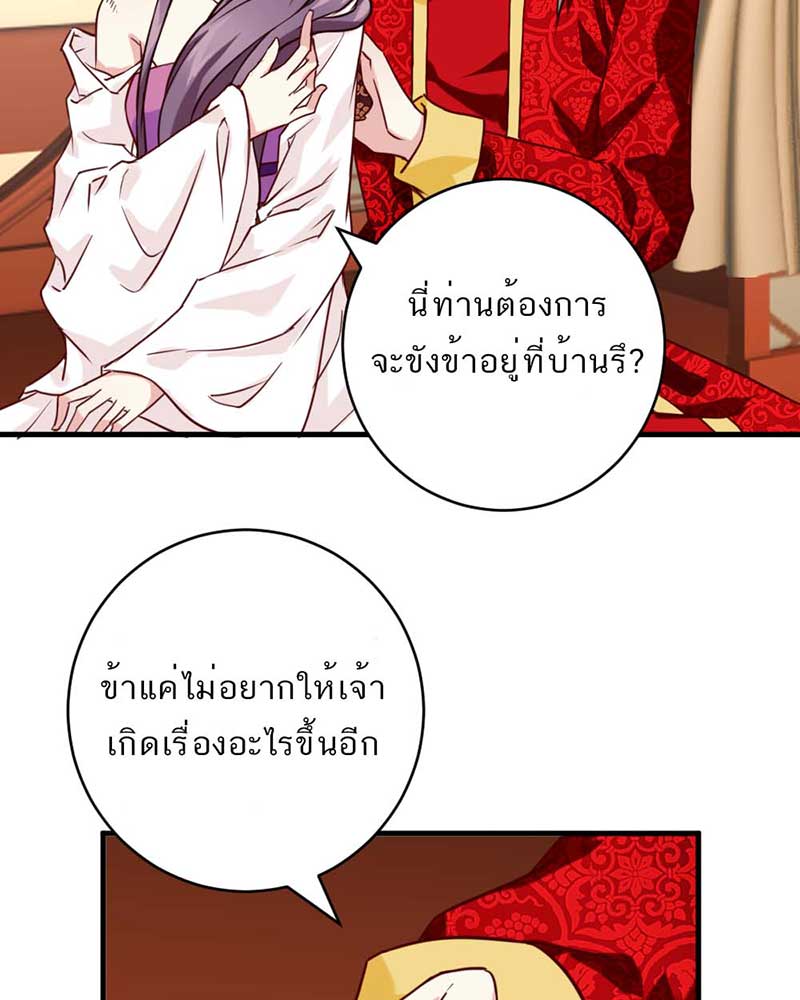 นี่ท่านต้องการ
จะขังข้าอยู่ที่บ้านรึ?
ข้าแค่ไม่อยากให้เจ้า
เกิดเรื่องอะไรขึ้นอีก